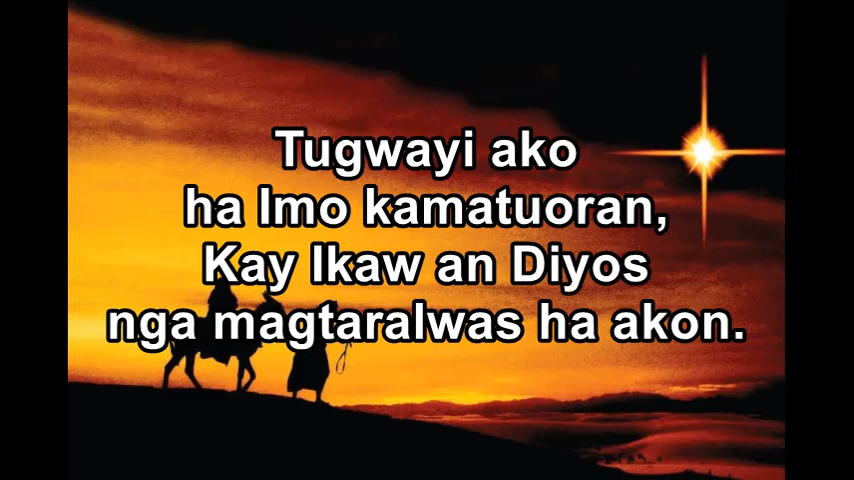 Tugwayi ako
ha Imo kamatuoran,
Kay Ikaw an Diyos
nga magtaralwas ha akon.